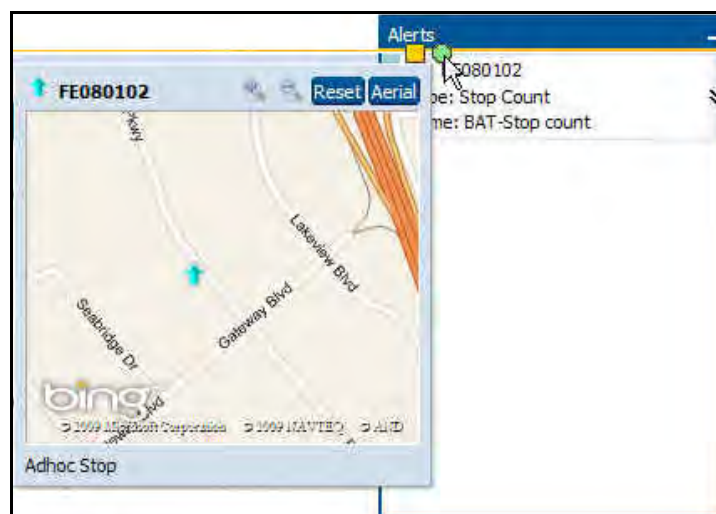 Alerts
FE080102
Reset
Aerial
080102
pe: Stop Count
me: BAT-Stop count
kwy
Lakeview Blvd
Gateway Blvd
Seabridge Dr
bing
© 2009 Microsoft Corporation © 2009 NAVTEQ © AND
Adhoc Stop